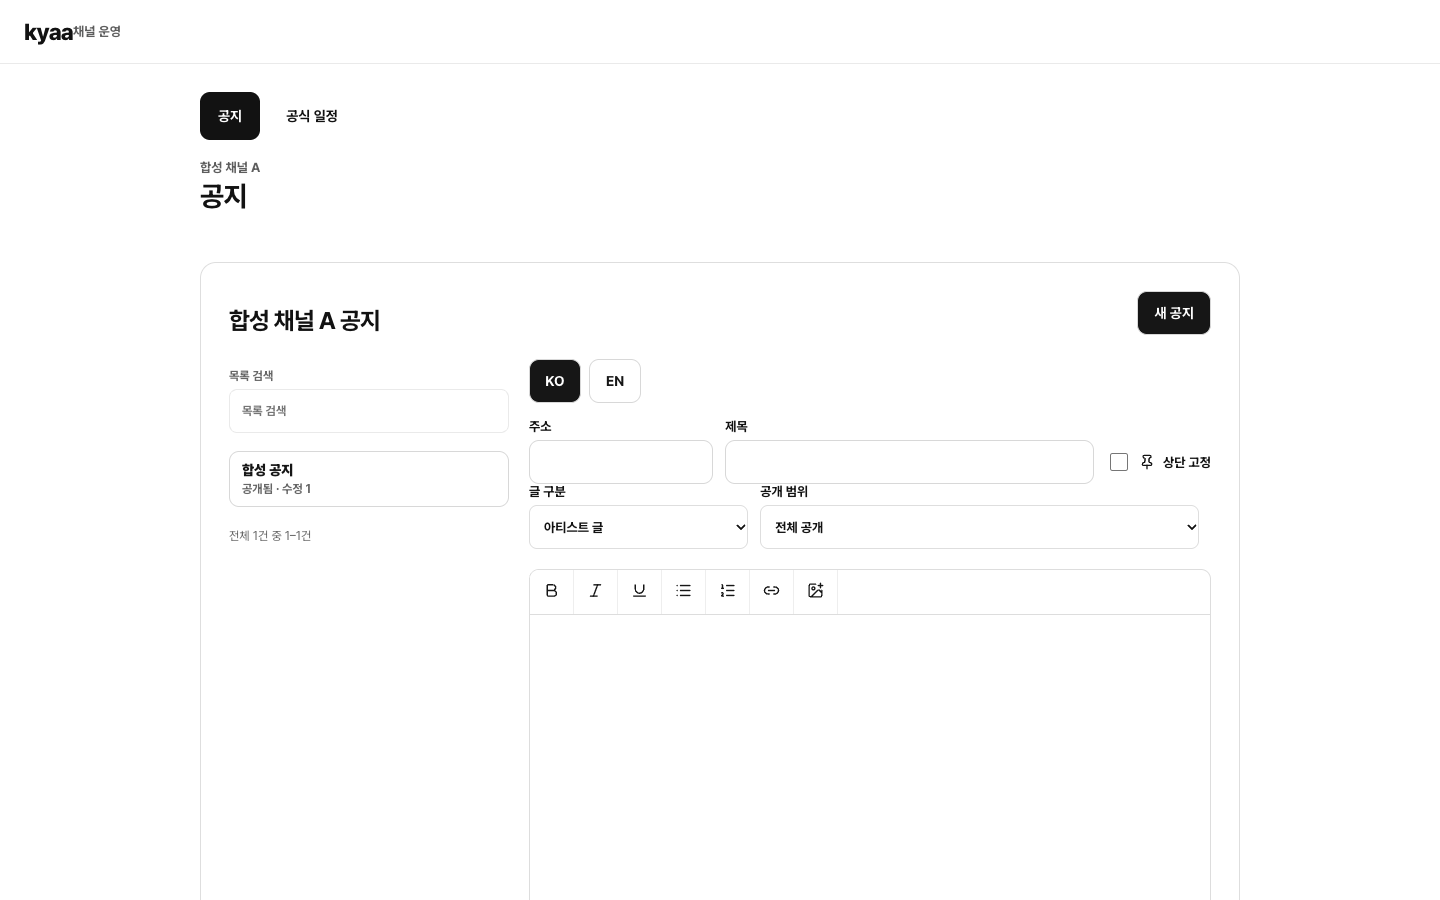 kyaa채널 운영
공지 공식 일정
합성 채널 A
공지
합성 채널 A 공지
새 공지
목록 검색
목록 검색
합성 공지
공개됨 · 수정 1
전체 1건 중 1–1건
KO EN
주소 제목
상단 고정
글 구분 공개 범위
아티스트 글 전체 공개